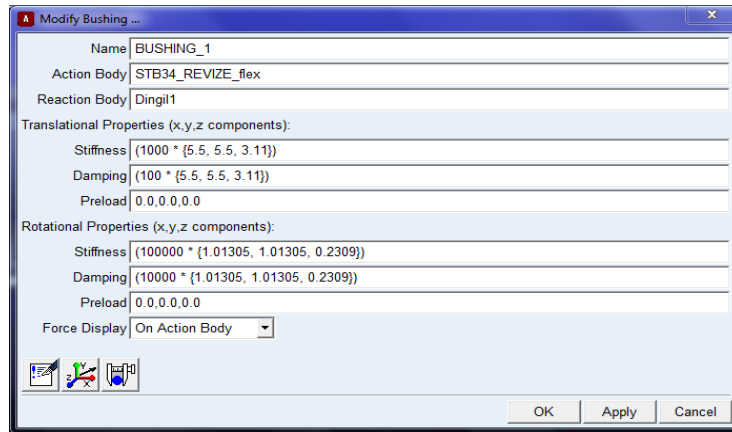 Modify Bushing ...
Name BUSHING_1
Action Body STB34_REVIZE_flex
Reaction Body Dingil1
Translational Properties (x,y,z components):
Stiffness (1000 * {5.5, 5.5, 3.11})
Damping (100 * {5.5, 5.5, 3.11})
Preload 0.0,0.0,0.0
Rotational Properties (x,y,z components):
Stiffness (100000 * {1.01305, 1.01305, 0.2309})
Damping (10000 * {1.01305, 1.01305, 0.2309})
Preload 0.0,0.0,0.0
Force Display On Action Body
OK Apply Cancel